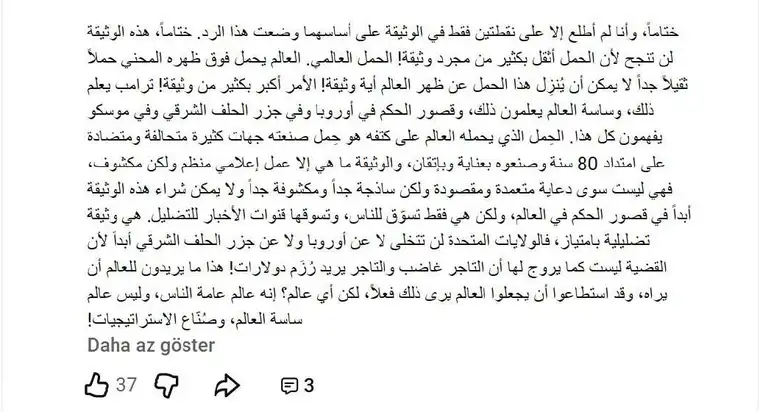 ختاماً، وأنا لم أطلع إلا على نقطتين فقط في الوثيقة على أساسهما وضعت هذا الرد. ختاماً، هذه الوثيقة
لن تنجح لأن الحمل أثقل بكثير من مجرد وثيقة! الحمل العالمي. العالم يحمل فوق ظهره المحني حملاً
ثقيلاً جداً لا يمكن أن يُنزِل هذا الحمل عن ظهر العالم أية وثيقة! الأمر أكبر بكثير من وثيقة! ترامب يعلم
ذلك، وساسة العالم يعلمون ذلك، وقصور الحكم في أوروبا وفي جزر الحلف الشرقي وفي موسكو
يفهمون كل هذا. الحِمل الذي يحمله العالم على كتفه هو حِمل صنعته جهات كثيرة متحالفة ومتضادة
على امتداد 80 سنة وصنعوه بعناية وبإتقان، والوثيقة ما هي إلا عمل إعلامي منظم ولكن مكشوف،
فهي ليست سوى دعاية متعمدة ومقصودة ولكن ساذجة جداً ومكشوفة جداً ولا يمكن شراء هذه الوثيقة
أبداً في قصور الحكم في العالم، ولكن هي فقط تسوّق للناس، وتسوقها قنوات الأخبار للتضليل. هي وثيقة
تضليلية بامتياز، فالولايات المتحدة لن تتخلى لا عن أوروبا ولا عن جزر الحلف الشرقي أبداً لأن
القضية ليست كما يروج لها أن التاجر غاضب والتاجر يريد رُزَم دولارات! هذا ما يريدون للعالم أن
يراه، وقد استطاعوا أن يجعلوا العالم يرى ذلك فعلاً، لكن أي عالم؟ إنه عالم عامة الناس، وليس عالم
ساسة العالم، وصُنّاع الاستراتيجيات!
Daha az göster
37 3